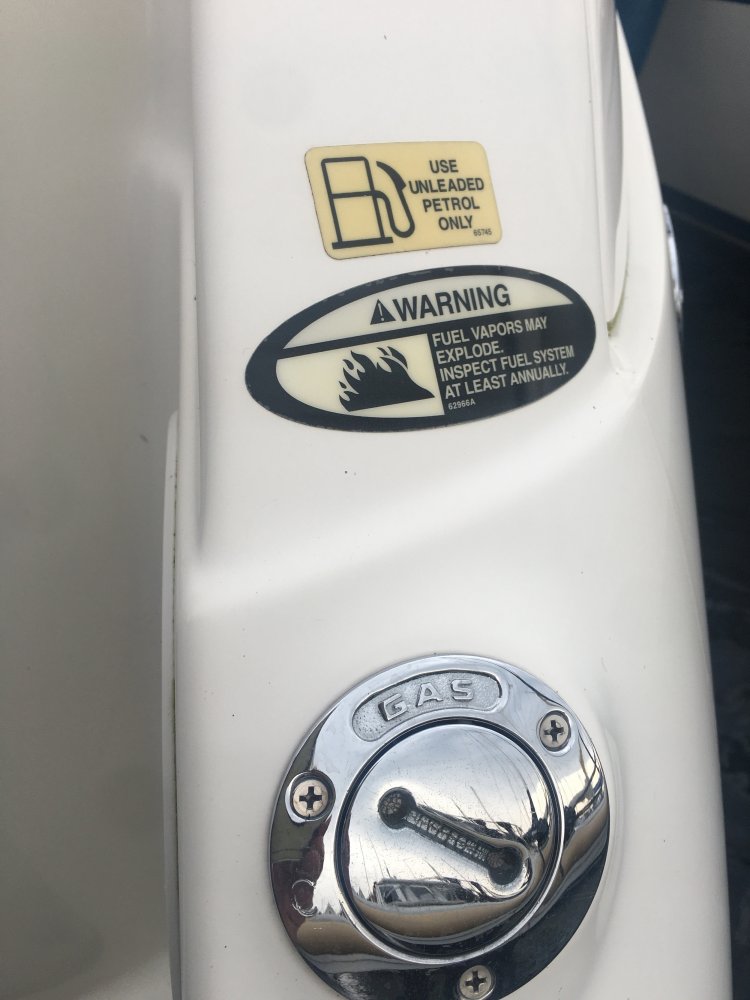 USE
UNLEADED
PETROL
ONLY
65745
WARNING
FUEL VAPORS MAY
EXPLODE.
INSPECT FUEL SYSTEM
AT LEAST ANNUALLY.
62966A
GAS